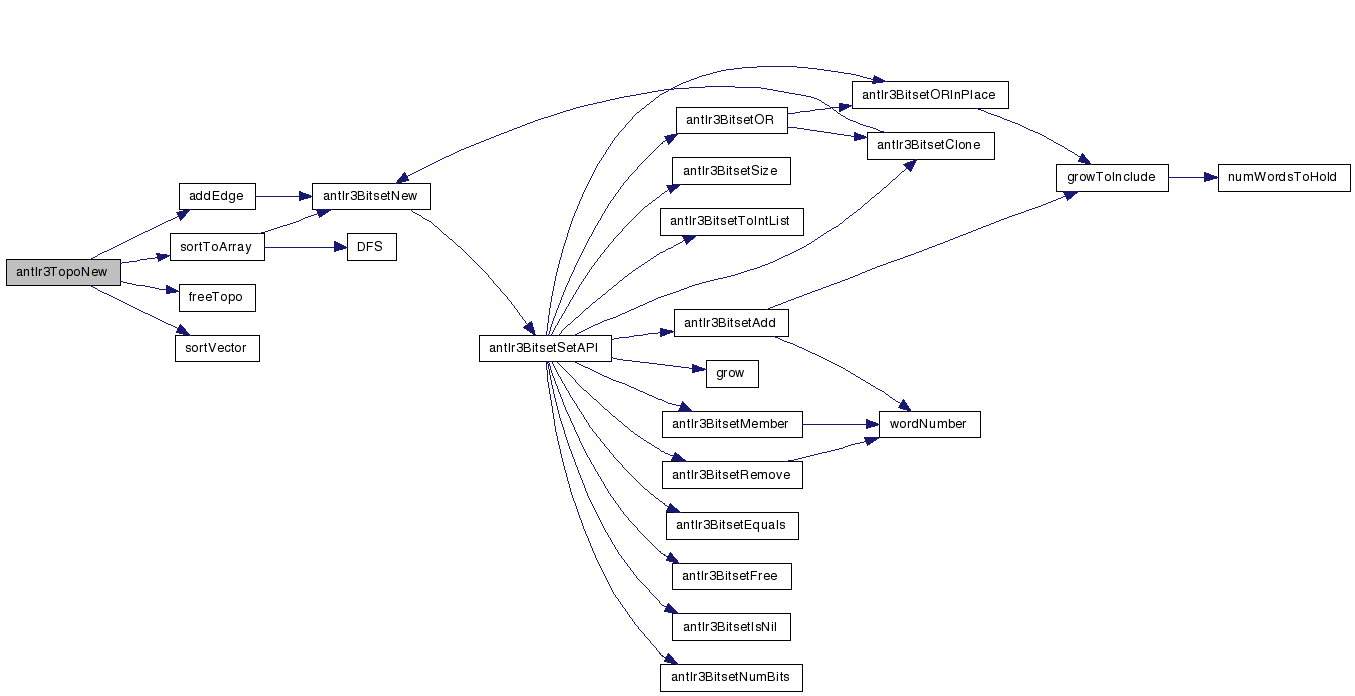 antlr3BitsetORInPlace
antlr3BitsetOR
antlr3BitsetClone
antlr3BitsetSize
growToInclude
numWordsToHold
addEdge
antlr3BitsetNew
antlr3BitsetToIntList
sortToArray
DFS
antlr3TopoNew
freeTopo
antlr3BitsetAdd
sortVector
antlr3BitsetSetAPI
grow
antlr3BitsetMember
wordNumber
antlr3BitsetRemove
antlr3BitsetEquals
antlr3BitsetFree
antlr3BitsetIsNil
antlr3BitsetNumBits